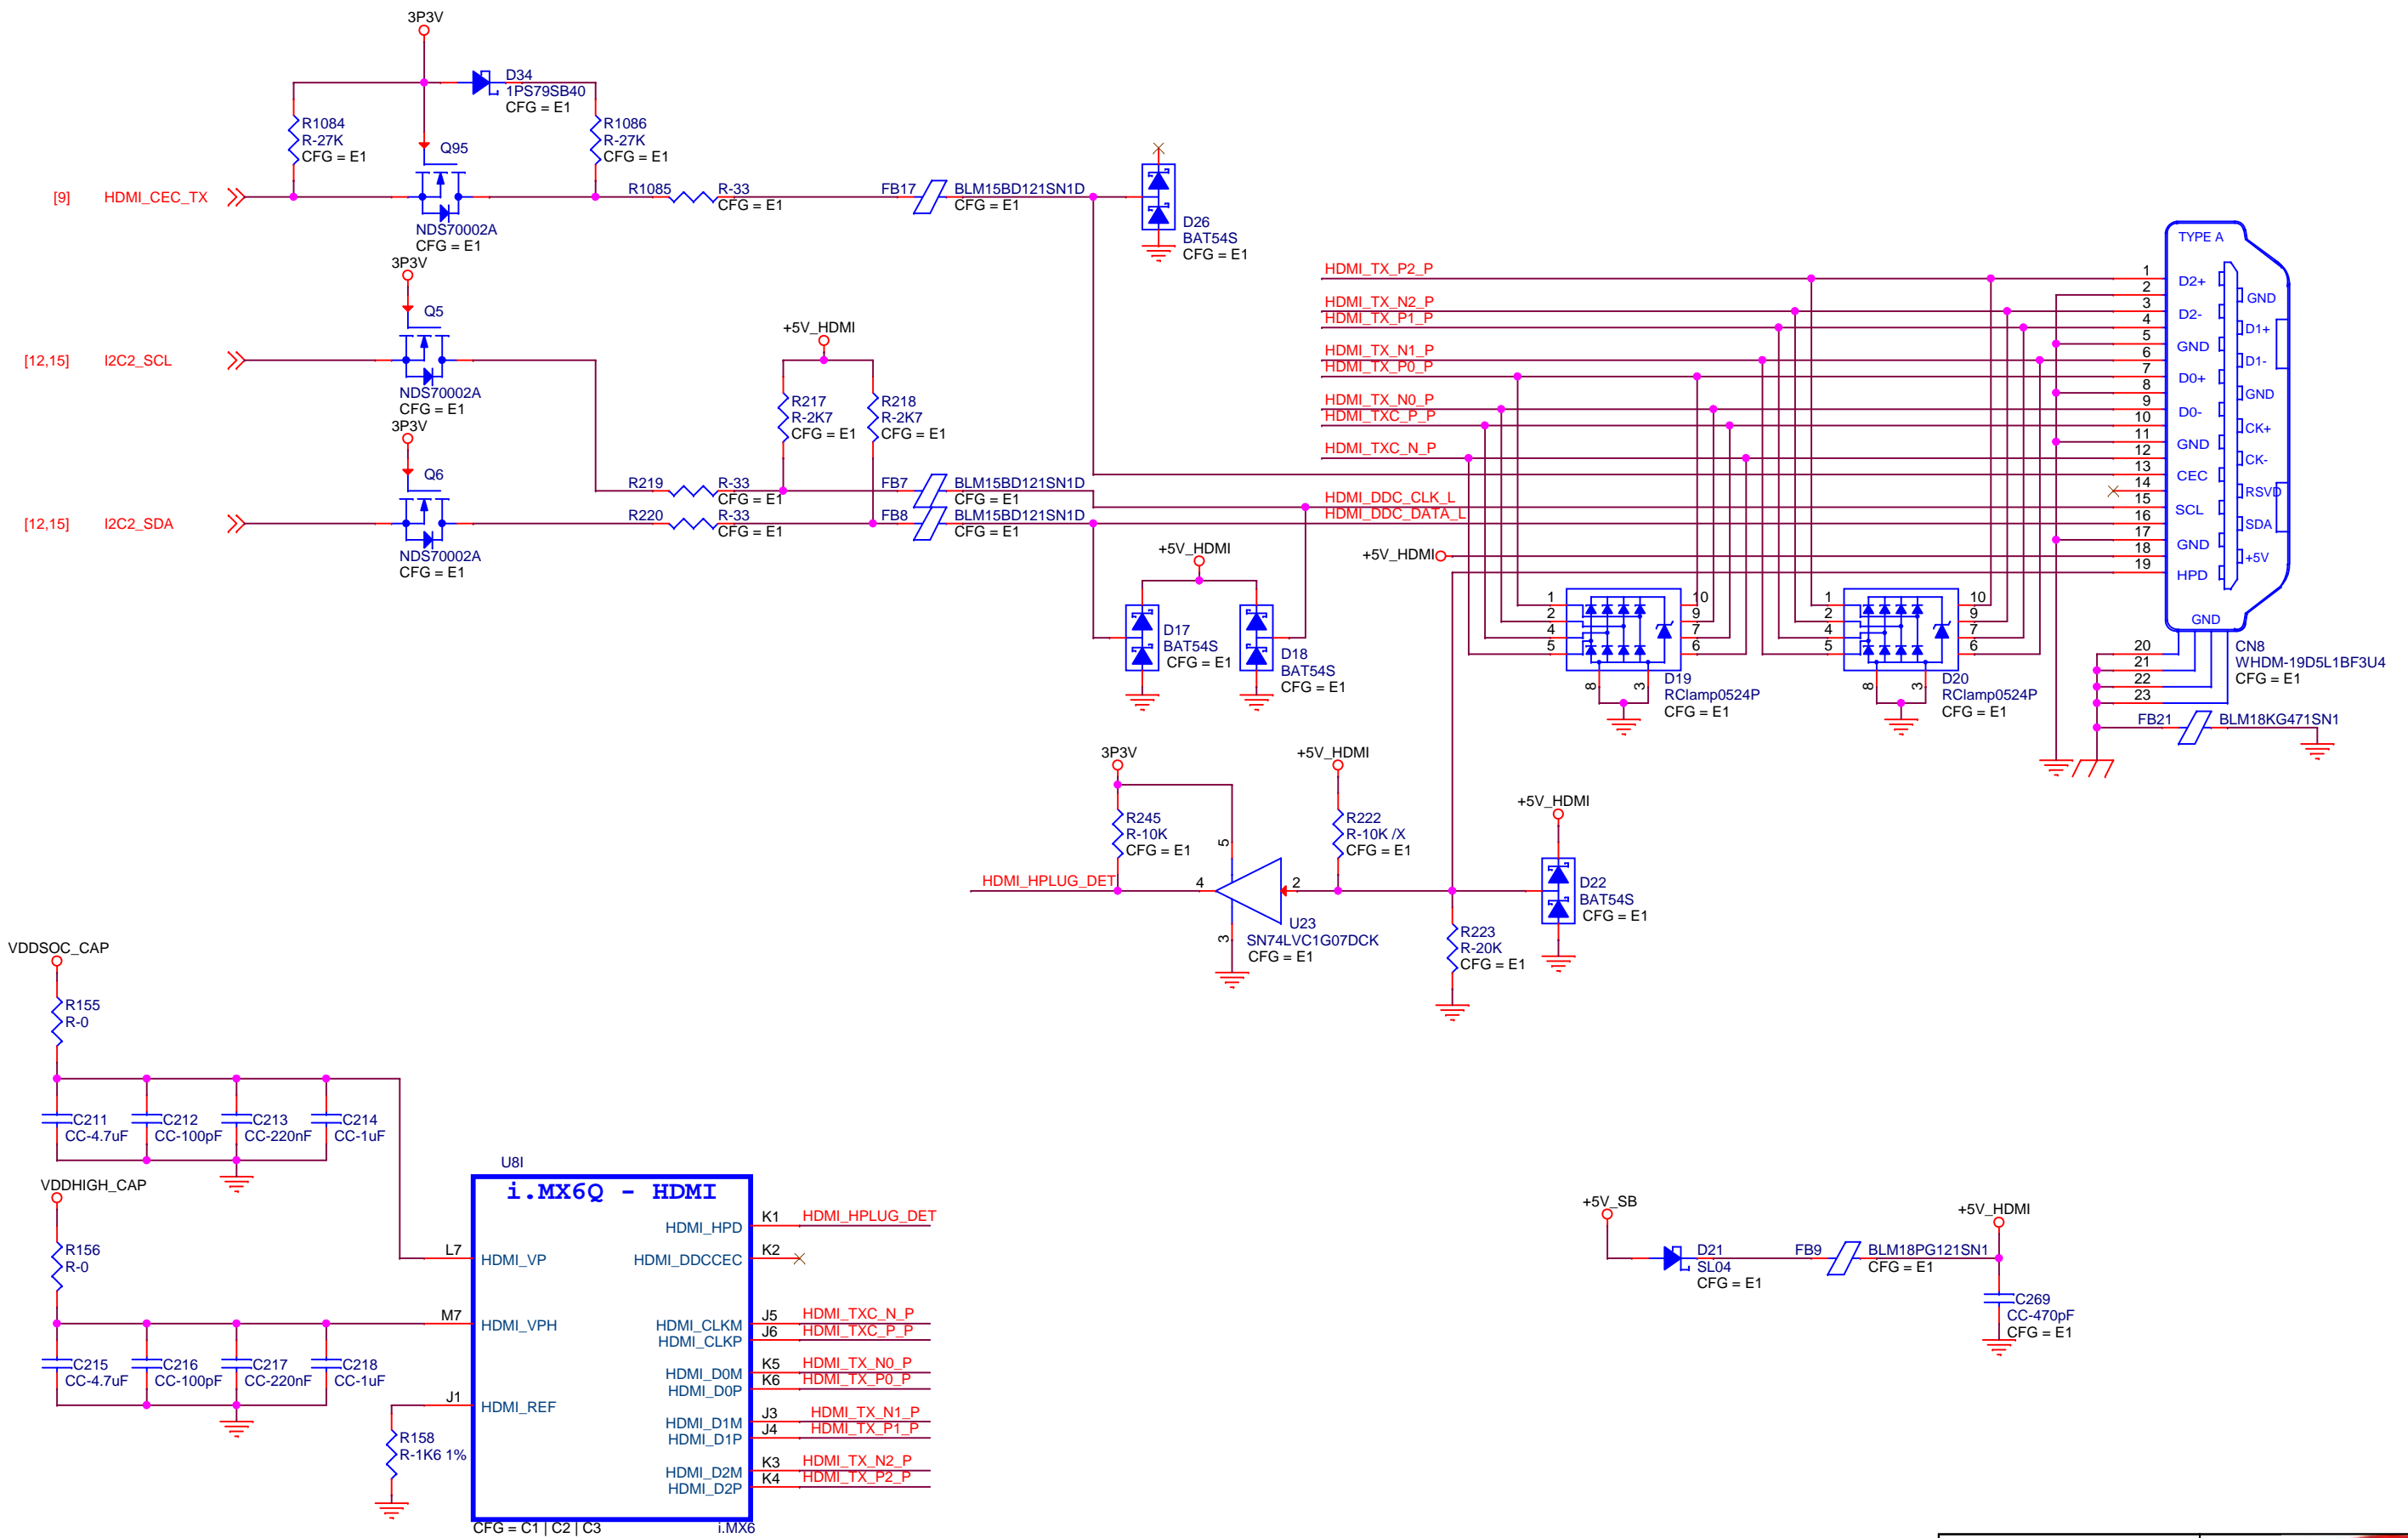 3P3V
D34
1PS79SB40
CFG = E1
R1084
R-27K
CFG = E1
R1086
R-27K
CFG = E1
Q95
[9] HDMI_CEC_TX
NDS70002A
CFG = E1
R1085 R-33
CFG = E1
FB17 BLM15BD121SN1D
CFG = E1
D26
BAT54S
CFG = E1
3P3V
Q5
[12,15] I2C2_SCL
NDS70002A
CFG = E1
3P3V
Q6
[12,15] I2C2_SDA
NDS70002A
CFG = E1
+5V_HDMI
R217
R-2K7
CFG = E1
R218
R-2K7
CFG = E1
R219 R-33
CFG = E1
FB7 BLM15BD121SN1D
CFG = E1
R220 R-33
CFG = E1
FB8 BLM15BD121SN1D
CFG = E1
HDMI_TX_P2_P
HDMI_TX_N2_P
HDMI_TX_P1_P
HDMI_TX_N1_P
HDMI_TX_P0_P
HDMI_TX_N0_P
HDMI_TXC_P_P
HDMI_TXC_N_P
HDMI_DDC_CLK_L
HDMI_DDC_DATA_L
+5V_HDMI
TYPE A
1 D2+
2 GND
3 D2-
4 D1+
5 GND
6 D1-
7 D0+
8 GND
9 D0-
10 CK+
11 GND
12 CK-
13 CEC
14 RSVD
15 SCL
16 SDA
17 GND
18 +5V
19 HPD
GND
20
21
22
23
CN8
WHDM-19D5L1BF3U4
CFG = E1
FB21 BLM18KG471SN1
+5V_HDMI
D17
BAT54S
CFG = E1
D18
BAT54S
CFG = E1
1 10
2 9
4 7
5 6
8 3
D19
RClamp0524P
CFG = E1
1 10
2 9
4 7
5 6
8 3
D20
RClamp0524P
CFG = E1
3P3V
R245
R-10K
CFG = E1
+5V_HDMI
R222
R-10K /X
CFG = E1
+5V_HDMI
D22
BAT54S
CFG = E1
HDMI_HPLUG_DET
5
4 2
3
U23
SN74LVC1G07DCK
CFG = E1
R223
R-20K
CFG = E1
VDDSOC_CAP
R155
R-0
C211
CC-4.7uF
C212
CC-100pF
C213
CC-220nF
C214
CC-1uF
VDDHIGH_CAP
R156
R-0
C215
CC-4.7uF
C216
CC-100pF
C217
CC-220nF
C218
CC-1uF
R158
R-1K6 1%
U8I
i.MX6Q - HDMI
L7 HDMI_VP
M7 HDMI_VPH
J1 HDMI_REF
HDMI_HPD K1 HDMI_HPLUG_DET
HDMI_DDCCEC K2
HDMI_CLKM J5 HDMI_TXC_N_P
HDMI_CLKP J6 HDMI_TXC_P_P
HDMI_D0M K5 HDMI_TX_N0_P
HDMI_D0P K6 HDMI_TX_P0_P
HDMI_D1M J3 HDMI_TX_N1_P
HDMI_D1P J4 HDMI_TX_P1_P
HDMI_D2M K3 HDMI_TX_N2_P
HDMI_D2P K4 HDMI_TX_P2_P
CFG = C1 | C2 | C3
i.MX6
+5V_SB
D21
SL04
CFG = E1
FB9 BLM18PG121SN1
CFG = E1
+5V_HDMI
C269
CC-470pF
CFG = E1